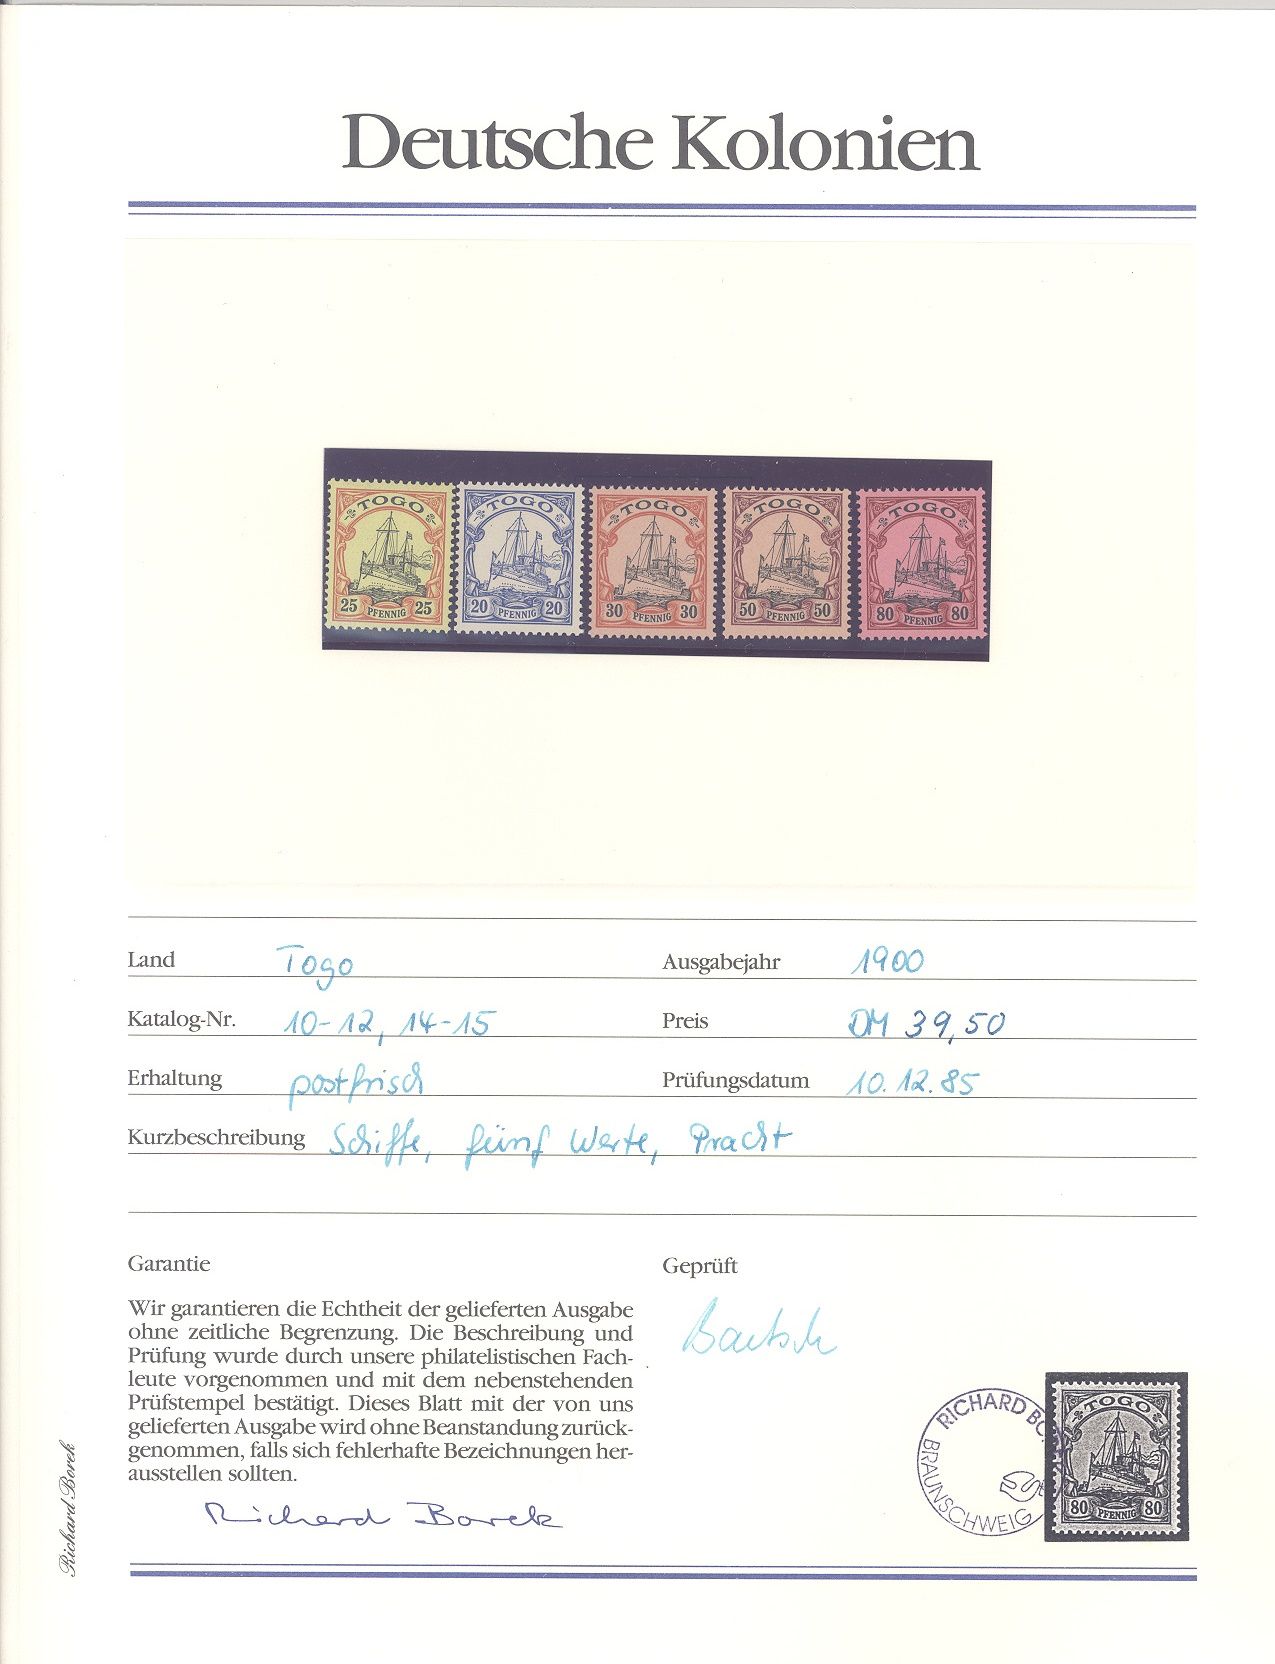 Deutsche Kolonien
TOGO TOGO TOGO TOGO TOGO
25 PFENNIG 25 20 PFENNIG 20 30 PFENNIG 30 50 PFENNIG 50 80 PFENNIG 80
Land Togo Ausgabejahr 1900
Katalog-Nr. 10-12, 14-15 Preis DM 39,50
Erhaltung postfrisch Prüfungsdatum 10.12.85
Kurzbeschreibung Schiffe, fünf Werte, Pracht
Garantie
Wir garantieren die Echtheit der gelieferten Ausgabe
ohne zeitliche Begrenzung. Die Beschreibung und
Prüfung wurde durch unsere philatelistischen Fach-
leute vorgenommen und mit dem nebenstehenden
Prüfstempel bestätigt. Dieses Blatt mit der von uns
gelieferten Ausgabe wird ohne Beanstandung zurück-
genommen, falls sich fehlerhafte Bezeichnungen her-
ausstellen sollten.
Richard Borek
Geprüft
RICHARD BO
BRAUNSCHWEIG
TOGO
80 PFENNIG 80
Richard Borek